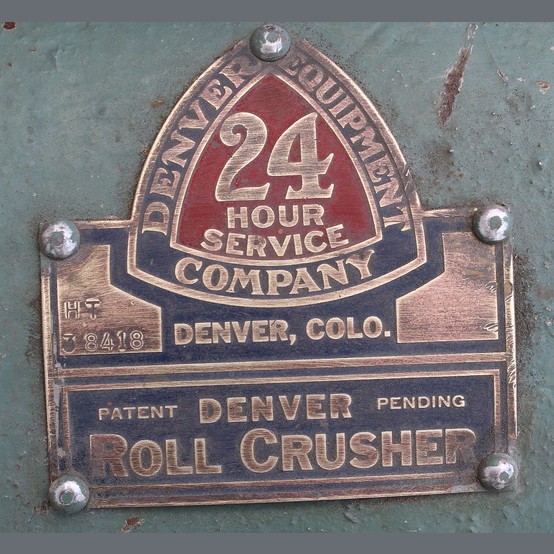 DENVER EQUIPMENT
24
HOUR
SERVICE
COMPANY
HT
38418
DENVER, COLO.
PATENT DENVER PENDING
ROLL CRUSHER